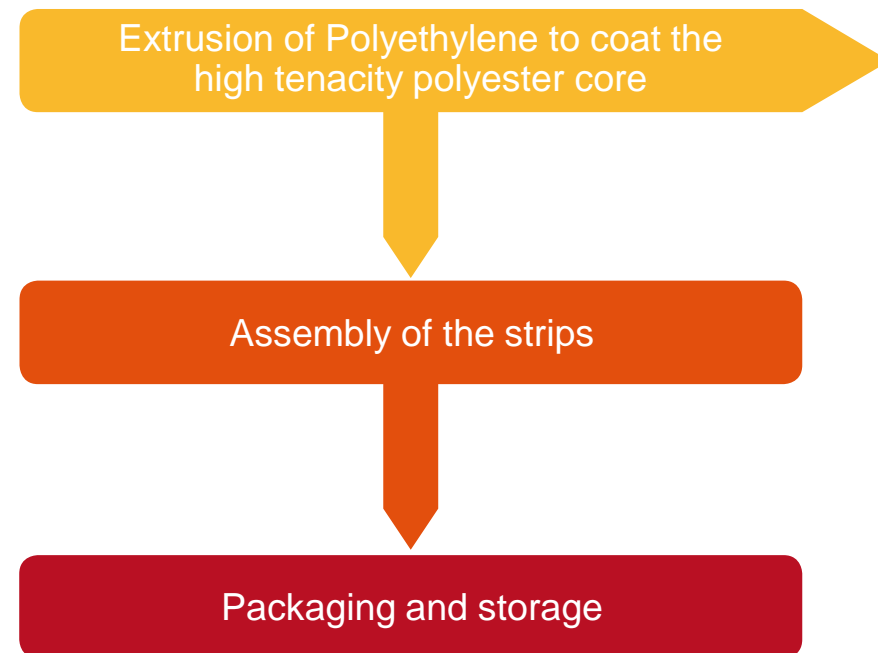 Extrusion of Polyethylene to coat the
high tenacity polyester core
Assembly of the strips
Packaging and storage